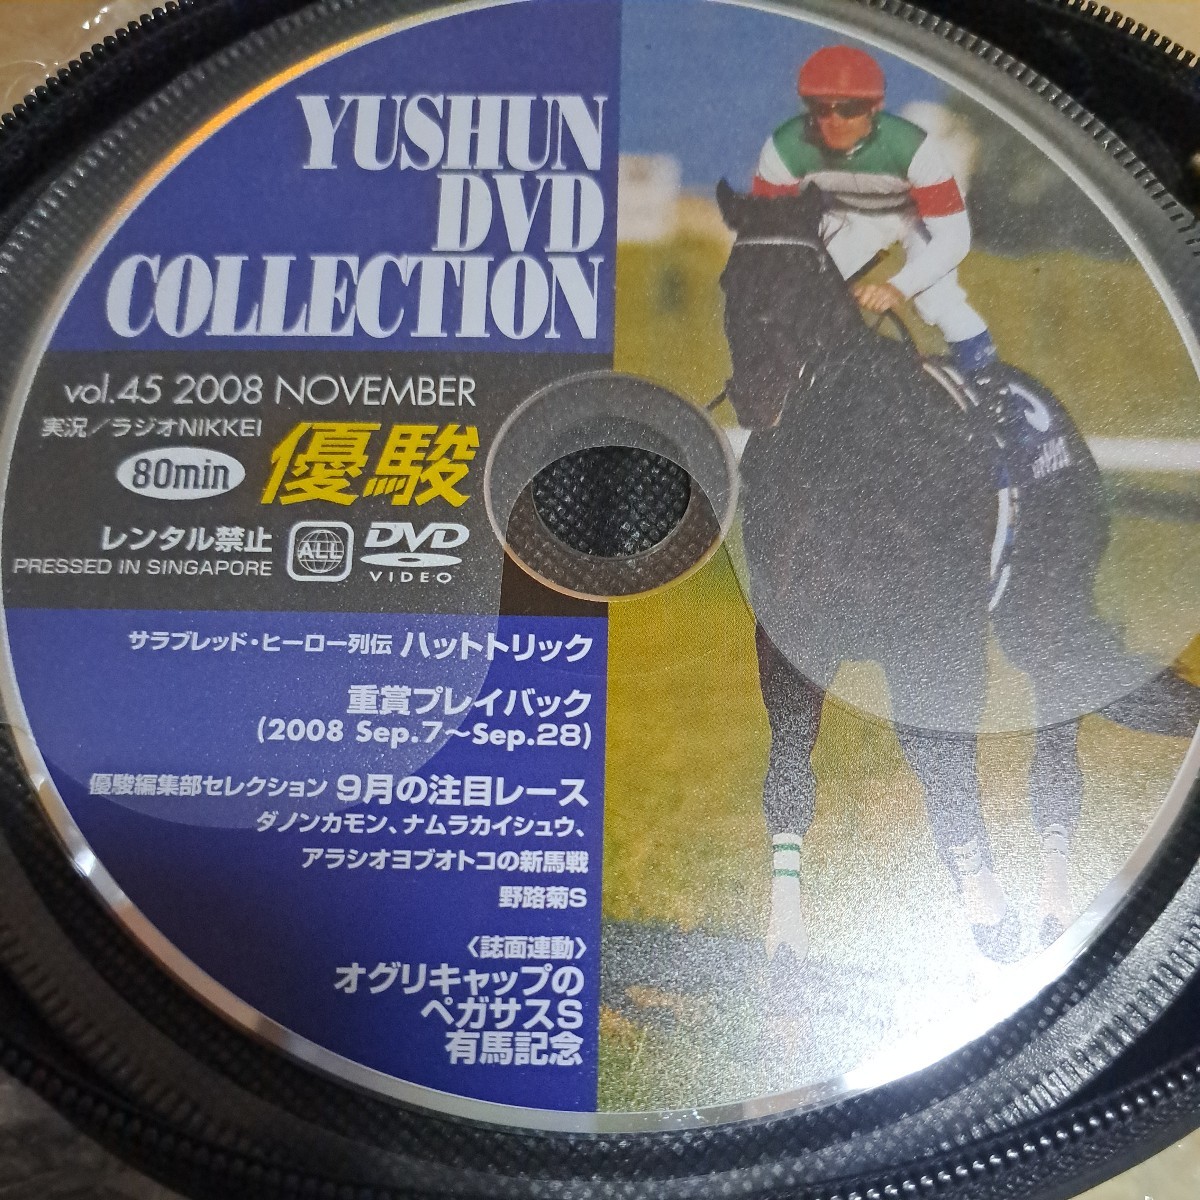 YUSHUN
DVD
COLLECTION
vol.45 2008 NOVEMBER
実況／ラジオNIKKEI
80min 優駿
レンタル禁止
PRESSED IN SINGAPORE
ALL
DVD
VIDEO
サラブレッド・ヒーロー列伝 ハットトリック
重賞プレイバック
(2008 Sep.7～Sep.28)
優駿編集部セレクション 9月の注目レース
ダノンカモン、ナムラカイシュウ、
アラシオヨブオトコの新馬戦
野路菊S
〈誌面連動〉
オグリキャップの
ペガサスS
有馬記念